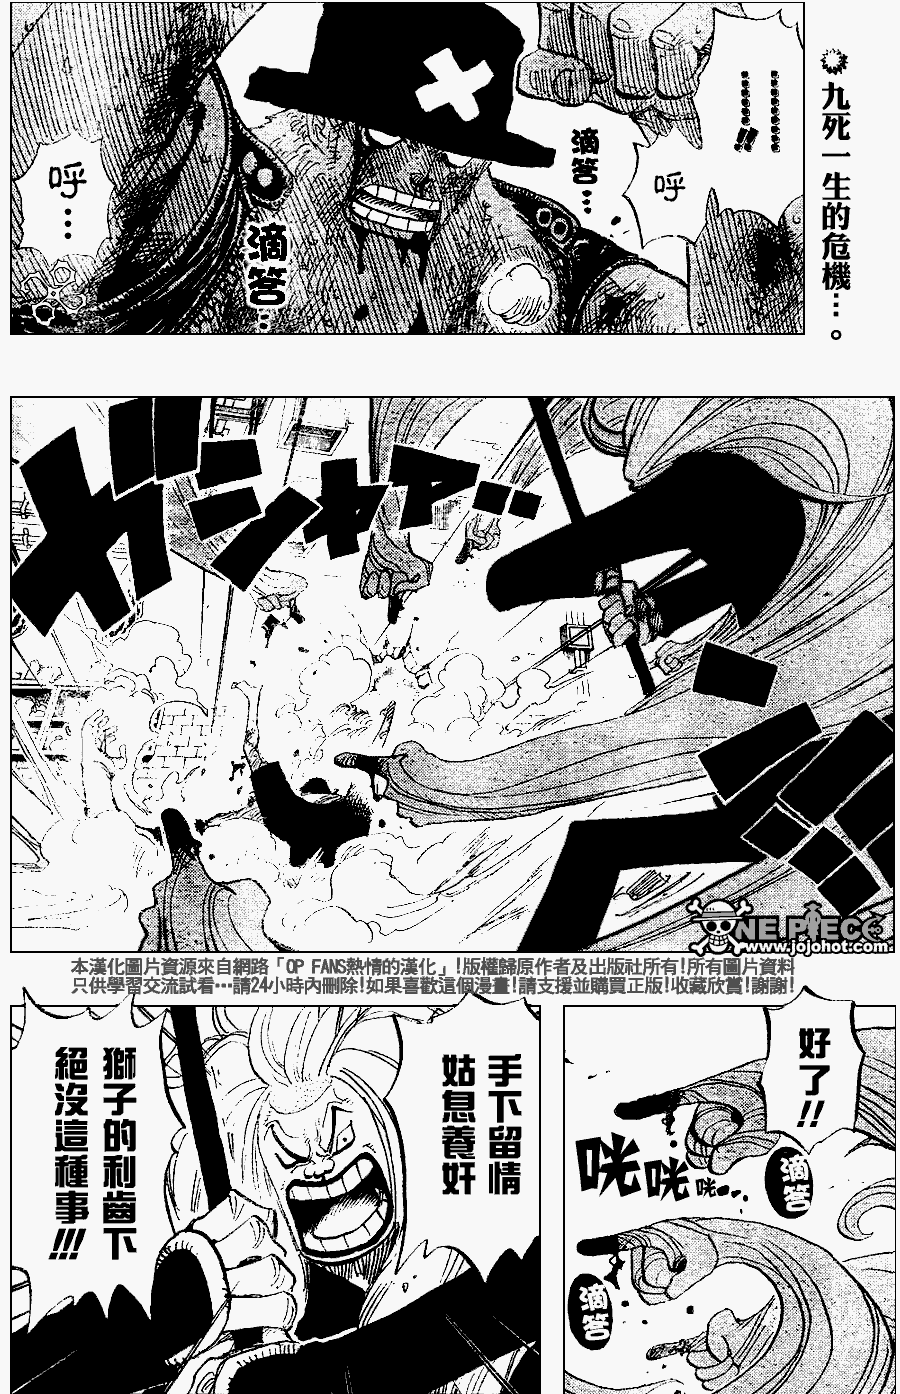 九死一生的危機…。
……………!!
呼
滴答…
滴答…
呼…
ガシャアー…!!
ONE PIECE
www.jojohot.com
本漢化圖片資源來自網路「OP FANS熱情的漢化」!版權歸原作者及出版社所有!所有圖片資料
只供學習交流試看…請24小時內刪除!如果喜歡這個漫畫!請支援並購買正版!收藏欣賞!謝謝!
好了!!
滴答
咣咣咣…
滴答
手下留情
姑息養奸
獅子的利齒下
絕沒這種事!!!